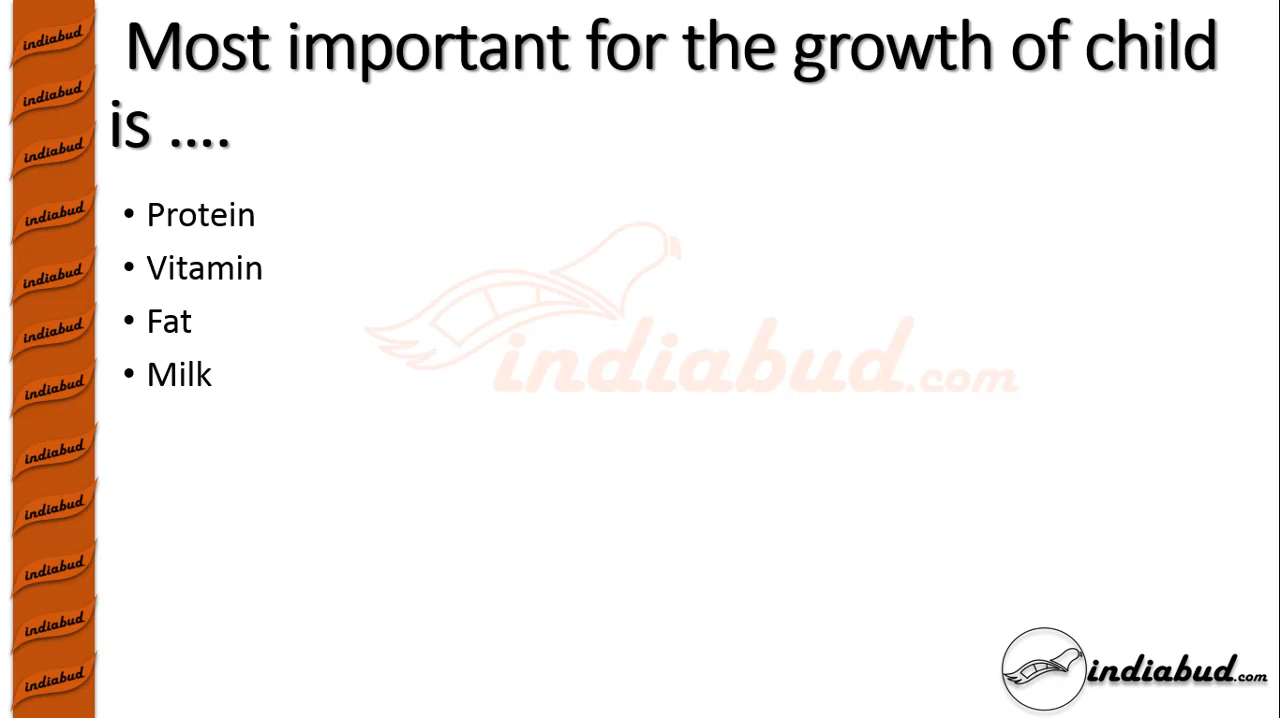 Most important for the growth of child
is ....
• Protein
• Vitamin
• Fat
• Milk
indiabud.com
indiabud
indiabud
indiabud
indiabud
indiabud
indiabud
indiabud
indiabud
indiabud
indiabud
indiabud
indiabud
indiabud.com